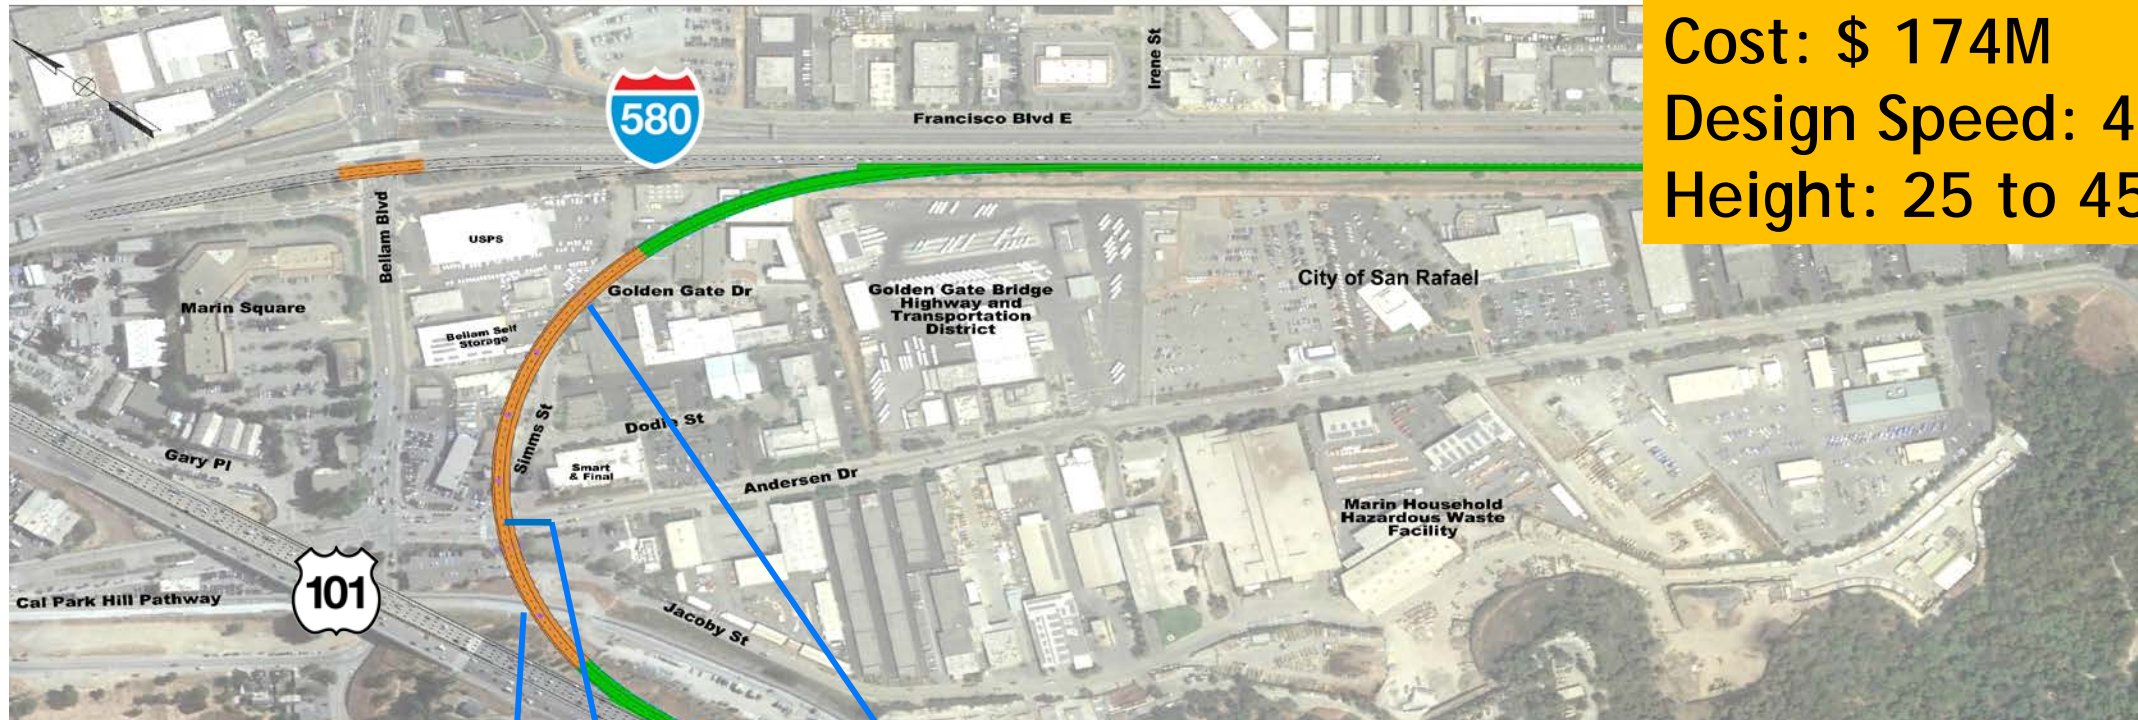 Cost: $ 174M
Design Speed: 4
Height: 25 to 45
Irene St
580
Francisco Blvd E
Bellam Blvd
USPS
Marin Square
Bellam Self
Storage
Golden Gate Dr
Golden Gate Bridge
Highway and
Transportation
District
City of San Rafael
Simms St
Dodie St
Smart
& Final
Gary Pl
Andersen Dr
Marin Household
Hazardous Waste
Facility
101
Cal Park Hill Pathway
Jacoby St